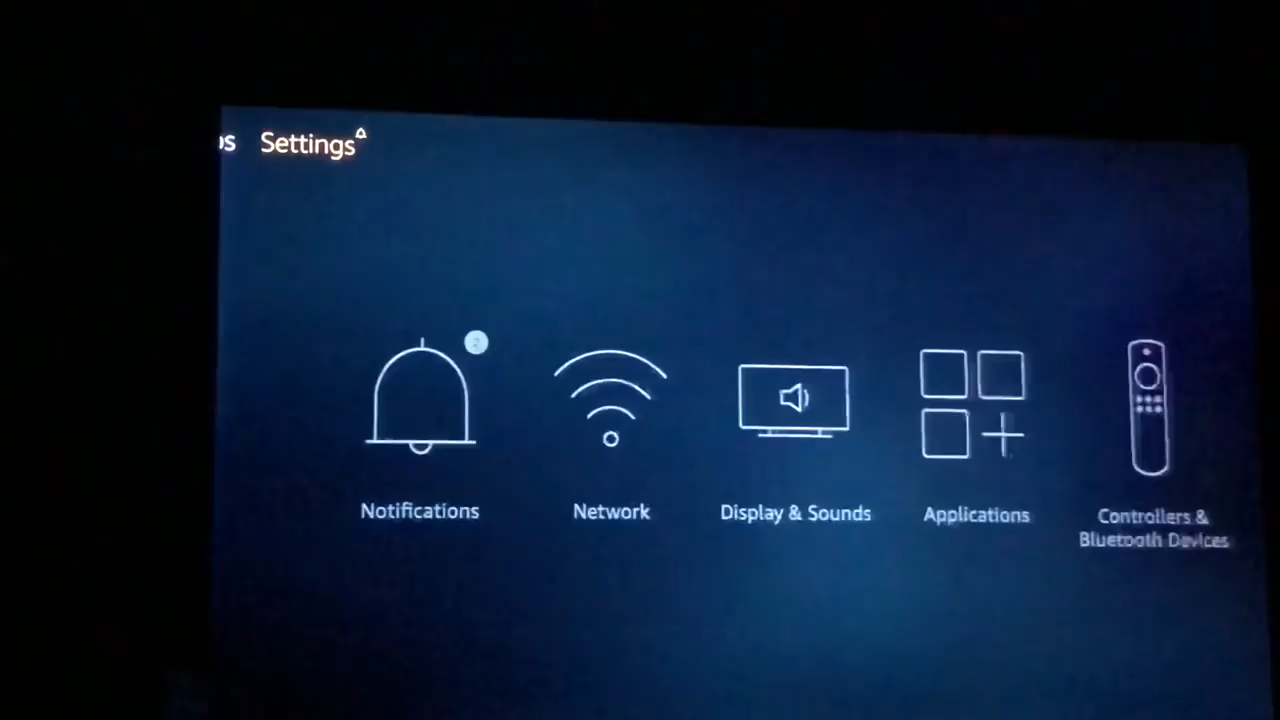 Settings
Notifications
Network
Display & Sounds
Applications
Controllers &
Bluetooth Devices